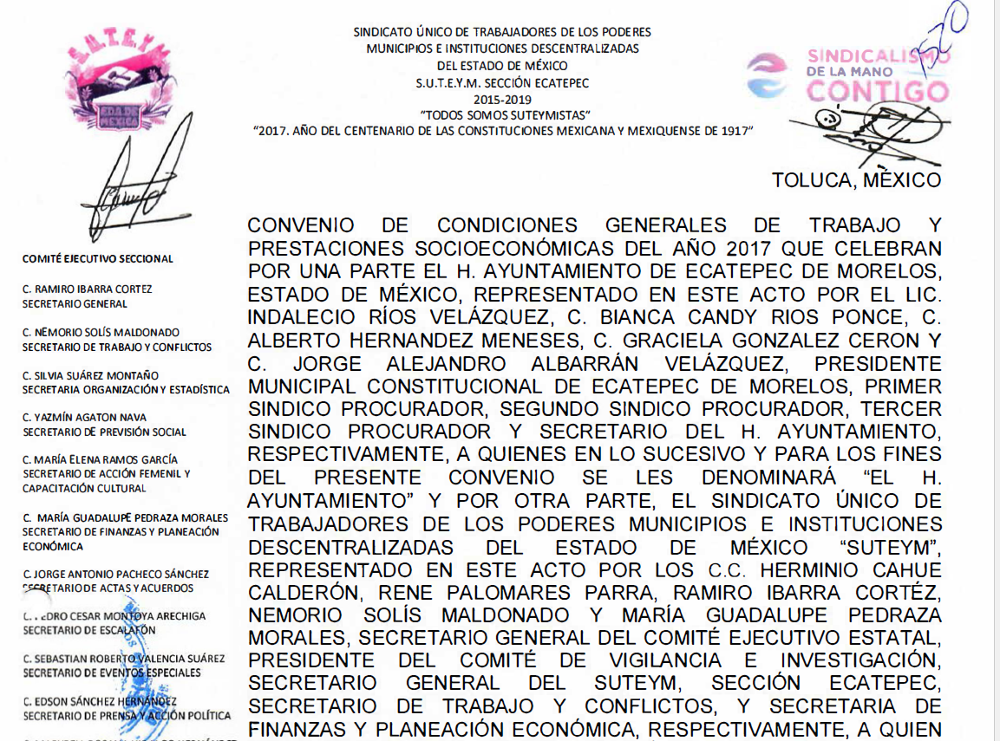 S.U.T.E.Y.M
EDO. DE
MEXICO
SINDICATO ÚNICO DE TRABAJADORES DE LOS PODERES
MUNICIPIOS E INSTITUCIONES DESCENTRALIZADAS
DEL ESTADO DE MÉXICO
S.U.T.E.Y.M. SECCIÓN ECATEPEC
2015-2019
"TODOS SOMOS SUTEYMISTAS"
"2017. AÑO DEL CENTENARIO DE LAS CONSTITUCIONES MEXICANA Y MEXIQUENSE DE 1917"
SINDICALISMO
DE LA MANO
CONTIGO
TOLUCA, MÉXICO
COMITÉ EJECUTIVO SECCIONAL
C. RAMIRO IBARRA CORTEZ
SECRETARIO GENERAL
C. NEMORIO SOLÍS MALDONADO
SECRETARIO DE TRABAJO Y CONFLICTOS
C. SILVIA SUÁREZ MONTAÑO
SECRETARIA ORGANIZACIÓN Y ESTADÍSTICA
C. YAZMÍN AGATON NAVA
SECRETARIO DE PREVISIÓN SOCIAL
C. MARÍA ELENA RAMOS GARCÍA
SECRETARIO DE ACCIÓN FEMENIL Y
CAPACITACIÓN CULTURAL
C. MARÍA GUADALUPE PEDRAZA MORALES
SECRETARIO DE FINANZAS Y PLANEACIÓN
ECONÓMICA
C. JORGE ANTONIO PACHECO SÁNCHEZ
SECRETARIO DE ACTAS Y ACUERDOS
C. PEDRO CESAR MONTOYA ARECHIGA
SECRETARIO DE ESCALAFÓN
C. SEBASTIAN ROBERTO VALENCIA SUÁREZ
SECRETARIO DE EVENTOS ESPECIALES
C. EDSON SÁNCHEZ HERNÁNDEZ
SECRETARIO DE PRENSA Y ACCIÓN POLÍTICA
CONVENIO DE CONDICIONES GENERALES DE TRABAJO Y
PRESTACIONES SOCIOECONÓMICAS DEL AÑO 2017 QUE CELEBRAN
POR UNA PARTE EL H. AYUNTAMIENTO DE ECATEPEC DE MORELOS,
ESTADO DE MÉXICO, REPRESENTADO EN ESTE ACTO POR EL LIC.
INDALECIO RÍOS VELÁZQUEZ, C. BIANCA CANDY RIOS PONCE, C.
ALBERTO HERNANDEZ MENESES, C. GRACIELA GONZALEZ CERON Y
C. JORGE ALEJANDRO ALBARRÁN VELÁZQUEZ, PRESIDENTE
MUNICIPAL CONSTITUCIONAL DE ECATEPEC DE MORELOS, PRIMER
SINDICO PROCURADOR, SEGUNDO SINDICO PROCURADOR, TERCER
SINDICO PROCURADOR Y SECRETARIO DEL H. AYUNTAMIENTO,
RESPECTIVAMENTE, A QUIENES EN LO SUCESIVO Y PARA LOS FINES
DEL PRESENTE CONVENIO SE LES DENOMINARÁ "EL H.
AYUNTAMIENTO" Y POR OTRA PARTE, EL SINDICATO ÚNICO DE
TRABAJADORES DE LOS PODERES MUNICIPIOS E INSTITUCIONES
DESCENTRALIZADAS DEL ESTADO DE MÉXICO "SUTEYM",
REPRESENTADO EN ESTE ACTO POR LOS C.C. HERMINIO CAHUE
CALDERÓN, RENE PALOMARES PARRA, RAMIRO IBARRA CORTÉZ,
NEMORIO SOLÍS MALDONADO Y MARÍA GUADALUPE PEDRAZA
MORALES, SECRETARIO GENERAL DEL COMITÉ EJECUTIVO ESTATAL,
PRESIDENTE DEL COMITÉ DE VIGILANCIA E INVESTIGACIÓN,
SECRETARIO GENERAL DEL SUTEYM, SECCIÓN ECATEPEC,
SECRETARIO DE TRABAJO Y CONFLICTOS, Y SECRETARIA DE
FINANZAS Y PLANEACIÓN ECONÓMICA, RESPECTIVAMENTE, A QUIEN